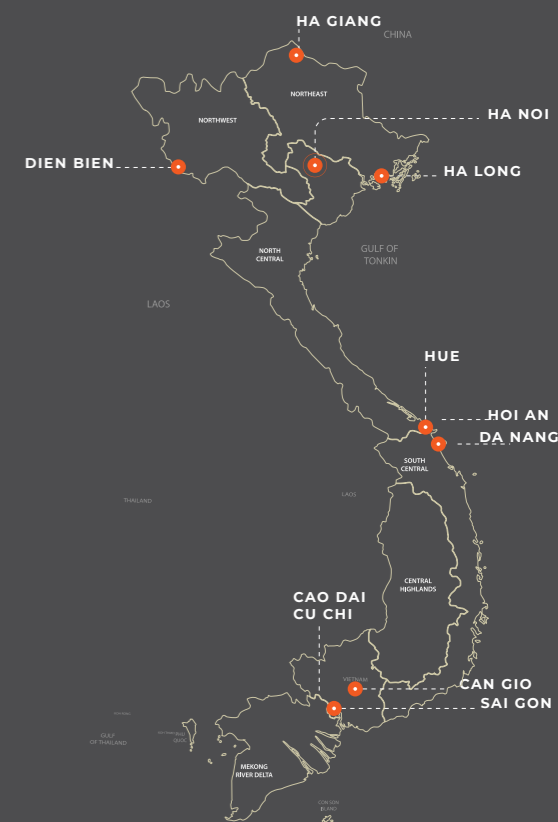 HA GIANG
CHINA
NORTHEAST
HA NOI
NORTHWEST
DIEN BIEN
HA LONG
NORTH
CENTRAL
GULF OF
TONKIN
LAOS
HUE
HOI AN
DA NANG
SOUTH
CENTRAL
THAILAND
LAOS
CENTRAL
HIGHLANDS
CAO DAI
CU CHI
VIETNAM
CAN GIO
SAI GON
GULF
OF THAILAND
PHU
QUOC
MEKONG
RIVER DELTA
CON SON
ISLAND